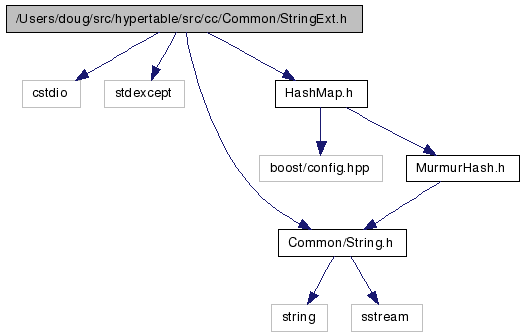 /Users/doug/src/hypertable/src/cc/Common/StringExt.h
cstdio
stdexcept
HashMap.h
boost/config.hpp
MurmurHash.h
Common/String.h
string
sstream